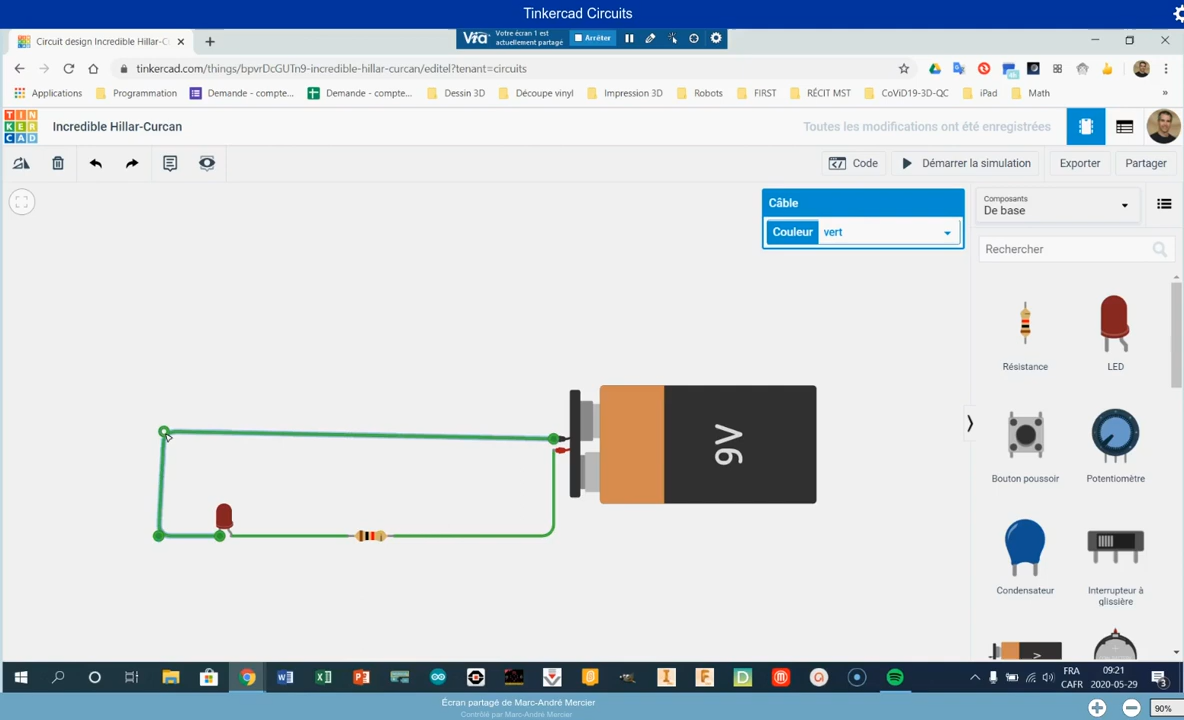 Tinkercad Circuits
Circuit design Incredible Hillar-C
Votre écran 1 est
actuellement partagé
Arrêter
tinkercad.com/things/bpvrDcGUTn9-incredible-hillar-curcan/editel?tenant=circuits
Applications
Programmation
Demande - compte...
Demande - compte...
Dessin 3D
Découpe vinyl
Impression 3D
Robots
FIRST
RÉCIT MST
CoViD19-3D-QC
iPad
Math
»
TIN
KER
CAD
Incredible Hillar-Curcan
Toutes les modifications ont été enregistrées
Code
Démarrer la simulation
Exporter
Partager
Câble
Couleur
vert
Composants
De base
Rechercher
Résistance
LED
Bouton poussoir
Potentiomètre
Condensateur
Interrupteur à
glissière
9V
FRA
CAFR
09:21
2020-05-29
3
Écran partagé de Marc-André Mercier
Contrôlé par Marc-André Mercier
90%